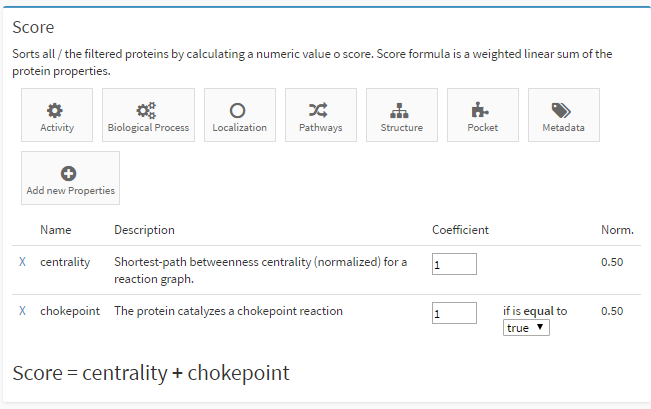 Score
Sorts all / the filtered proteins by calculating a numeric value o score. Score formula is a weighted linear sum of the
protein properties.
Activity Biological Process Localization Pathways Structure Pocket Metadata
Add new Properties
Name Description Coefficient Norm.
X centrality Shortest-path betweenness centrality (normalized) for a 1 0.50
reaction graph.
X chokepoint The protein catalyzes a chokepoint reaction 1 if is equal to 0.50
true
Score = centrality + chokepoint